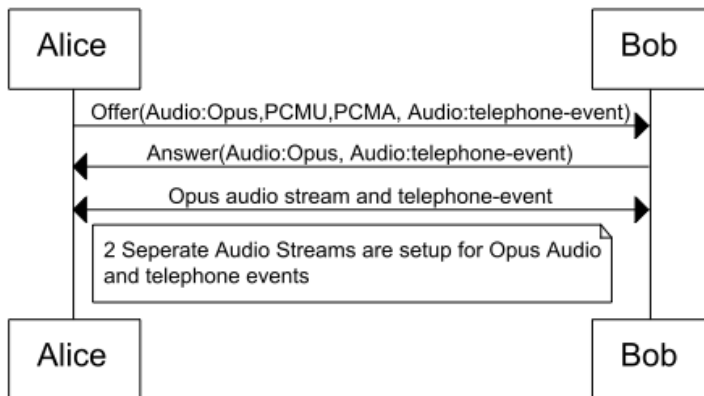 Alice
Bob
Offer(Audio:Opus,PCMU,PCMA, Audio:telephone-event)
Answer(Audio:Opus, Audio:telephone-event)
Opus audio stream and telephone-event
2 Seperate Audio Streams are setup for Opus Audio
and telephone events
Alice
Bob